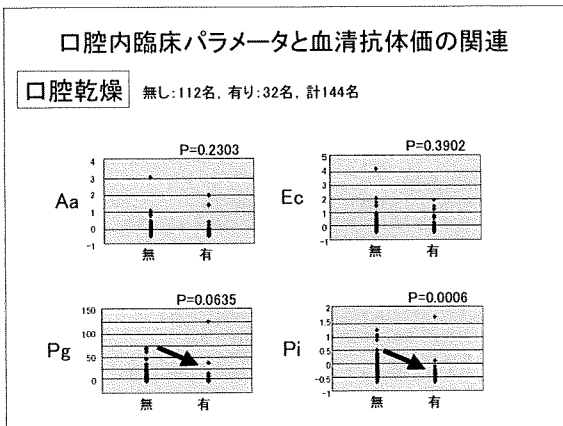 口腔内臨床パラメータと血清抗体価の関連
口腔乾燥 無し:112名, 有り:32名, 計144名
P=0.2303
Aa
4
3
2
1
0
-1
無 有
P=0.3902
Ec
5
4
3
2
1
0
-1
無 有
P=0.0635
Pg
150
100
50
0
無 有
P=0.0006
Pi
2
1.5
1
0.5
0
-0.5
-1
無 有